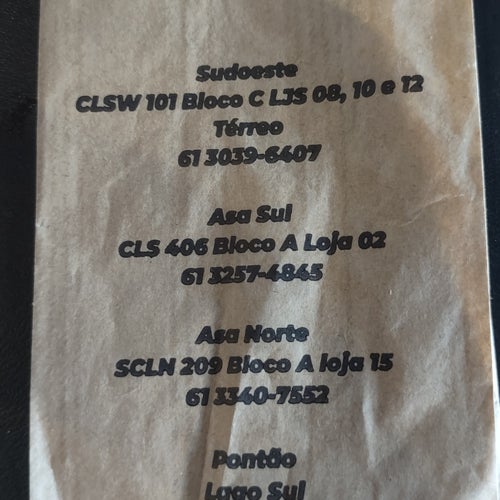 Sudoeste
CLSW 101 Bloco C LJS 08, 10 e 12
Térreo
61 3039-6407
Asa Sul
CLS 406 Bloco A Loja 02
61 3257-4845
Asa Norte
SCLN 209 Bloco A loja 15
61 3340-7552
Pontão
Lago Sul